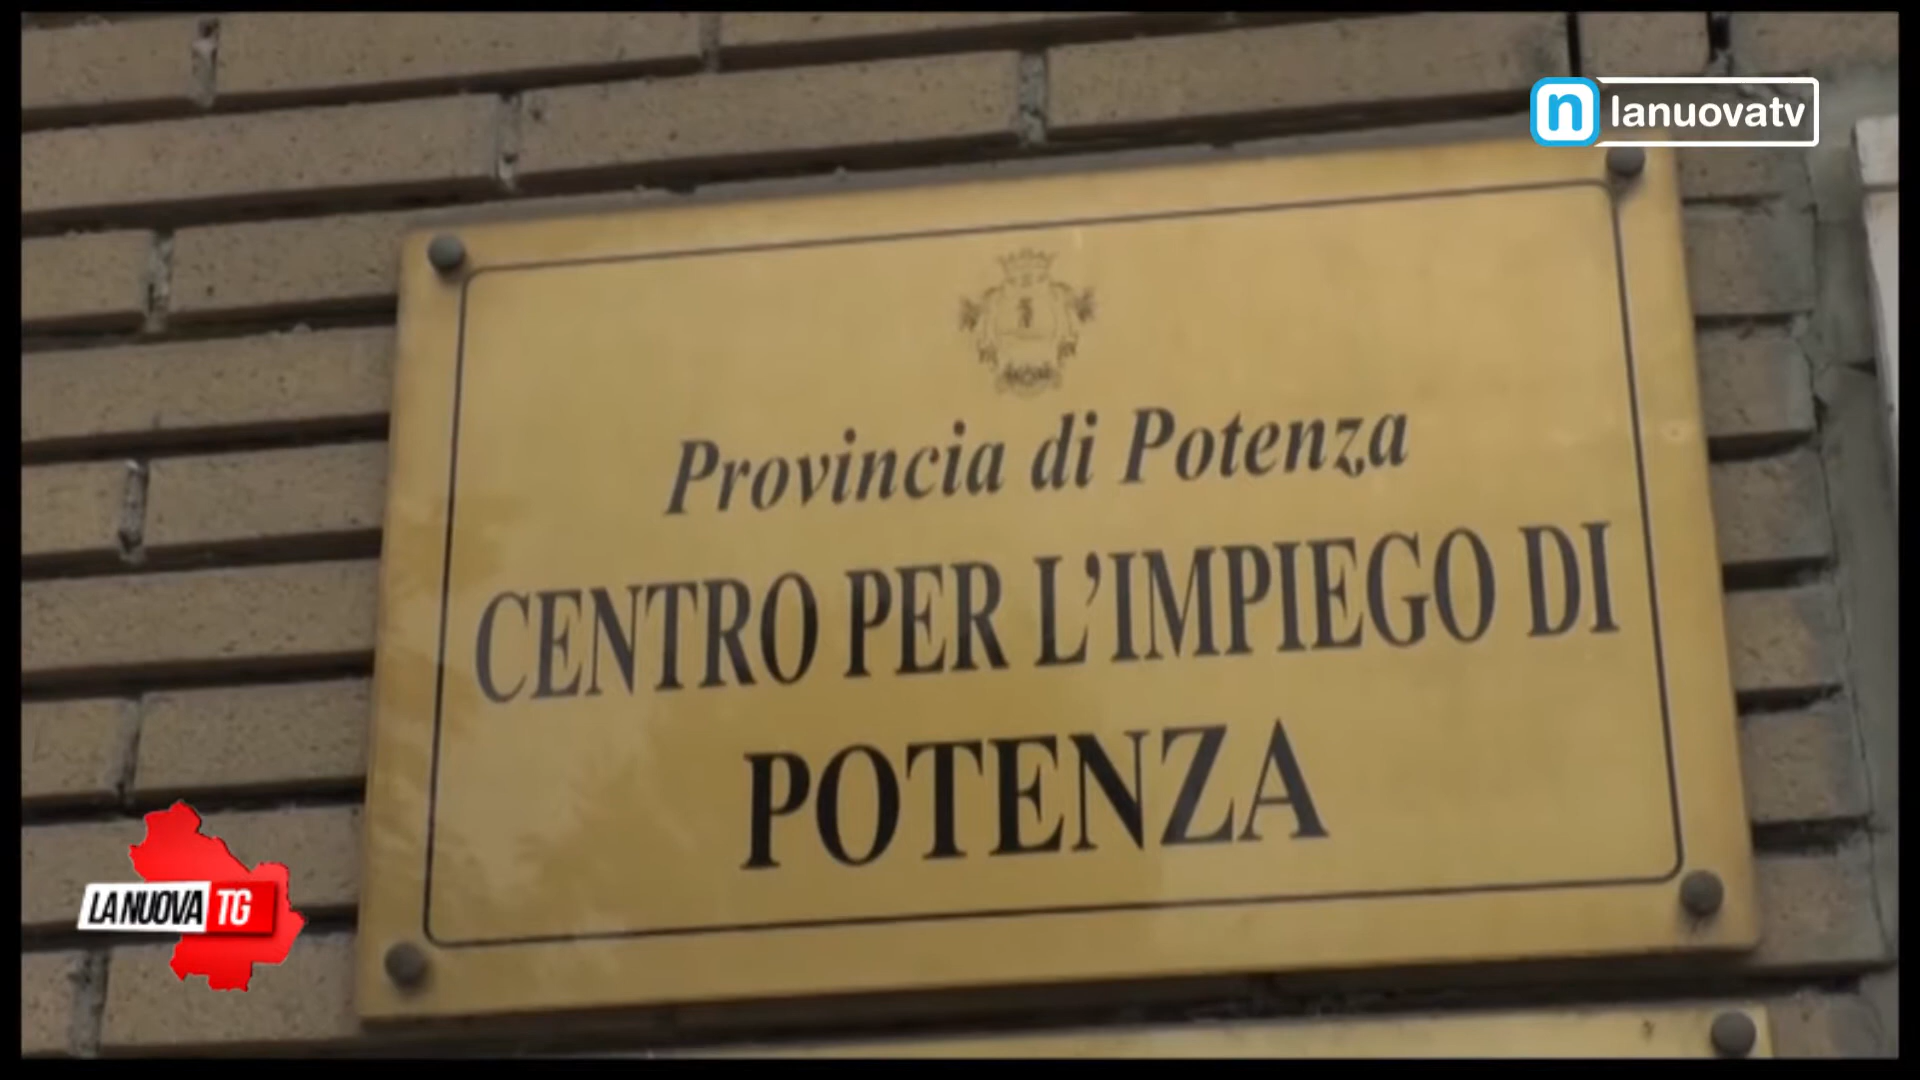 n lanuovatv
Provincia di Potenza
CENTRO PER L'IMPIEGO DI
POTENZA
LA NUOVA TG